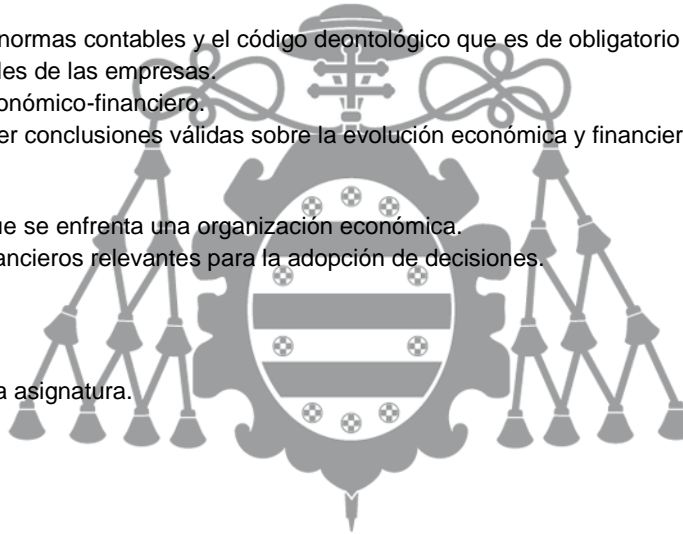 normas contables y el código deontológico que es de obligatorio
les de las empresas.
onómico-financiero.
er conclusiones válidas sobre la evolución económica y financier
ue se enfrenta una organización económica.
ancieros relevantes para la adopción de decisiones.
a asignatura.